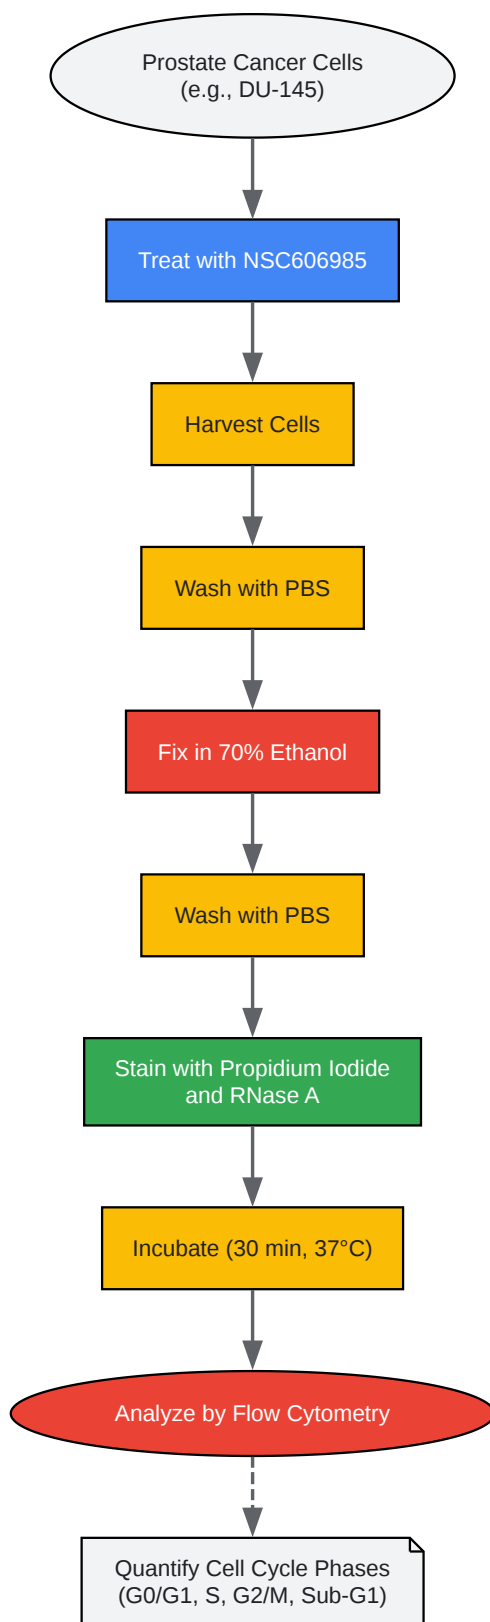 Prostate Cancer Cells
(e.g., DU-145)
Treat with NSC606985
Harvest Cells
Wash with PBS
Fix in 70% Ethanol
Wash with PBS
Stain with Propidium Iodide
and RNase A
Incubate (30 min, 37°C)
Analyze by Flow Cytometry
Quantify Cell Cycle Phases
(G0/G1, S, G2/M, Sub-G1)